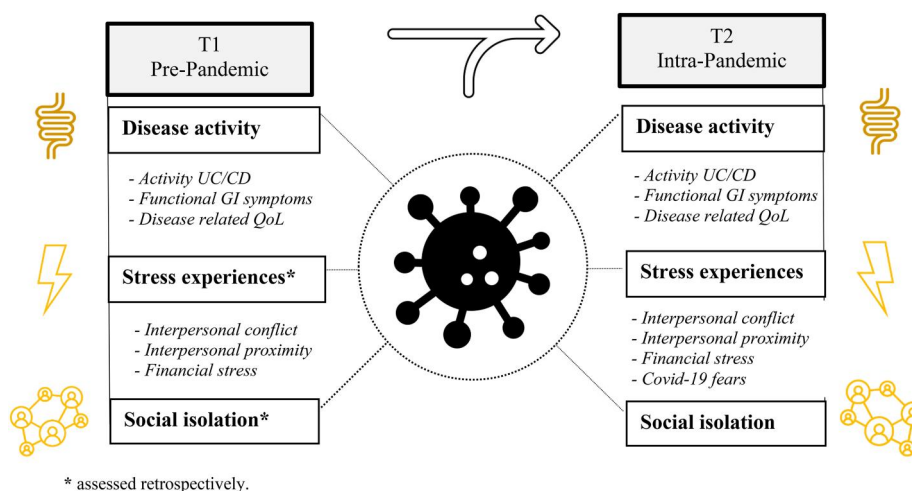 T1
Pre-Pandemic
Disease activity
- Activity UC/CD
- Functional GI symptoms
- Disease related QoL
Stress experiences*
- Interpersonal conflict
- Interpersonal proximity
- Financial stress
Social isolation*
* assessed retrospectively.
T2
Intra-Pandemic
Disease activity
- Activity UC/CD
- Functional GI symptoms
- Disease related QoL
Stress experiences
- Interpersonal conflict
- Interpersonal proximity
- Financial stress
- Covid-19 fears
Social isolation